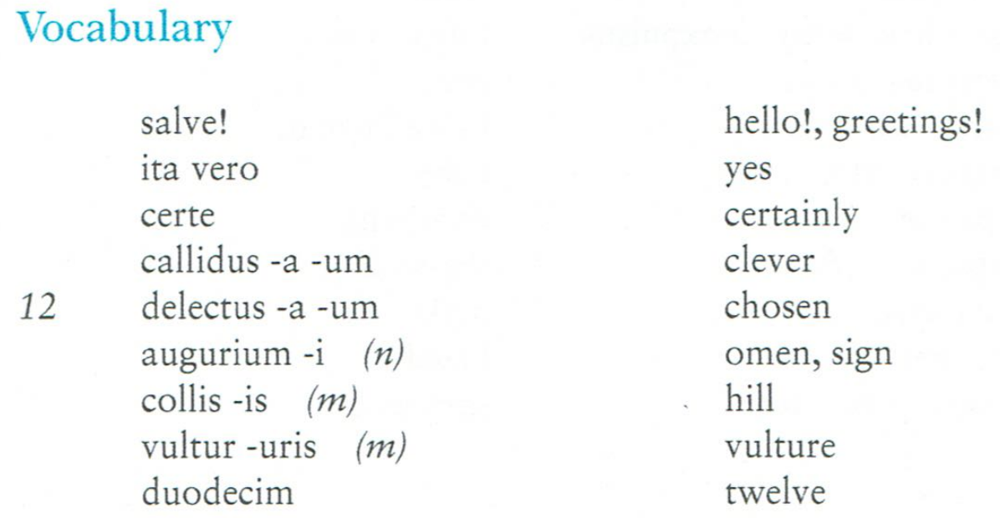 Vocabulary
salve! hello!, greetings!
ita vero yes
certe certainly
callidus -a -um clever
12 delectus -a -um chosen
augurium -i (n) omen, sign
collis -is (m) hill
vultur -uris (m) vulture
duodecim twelve